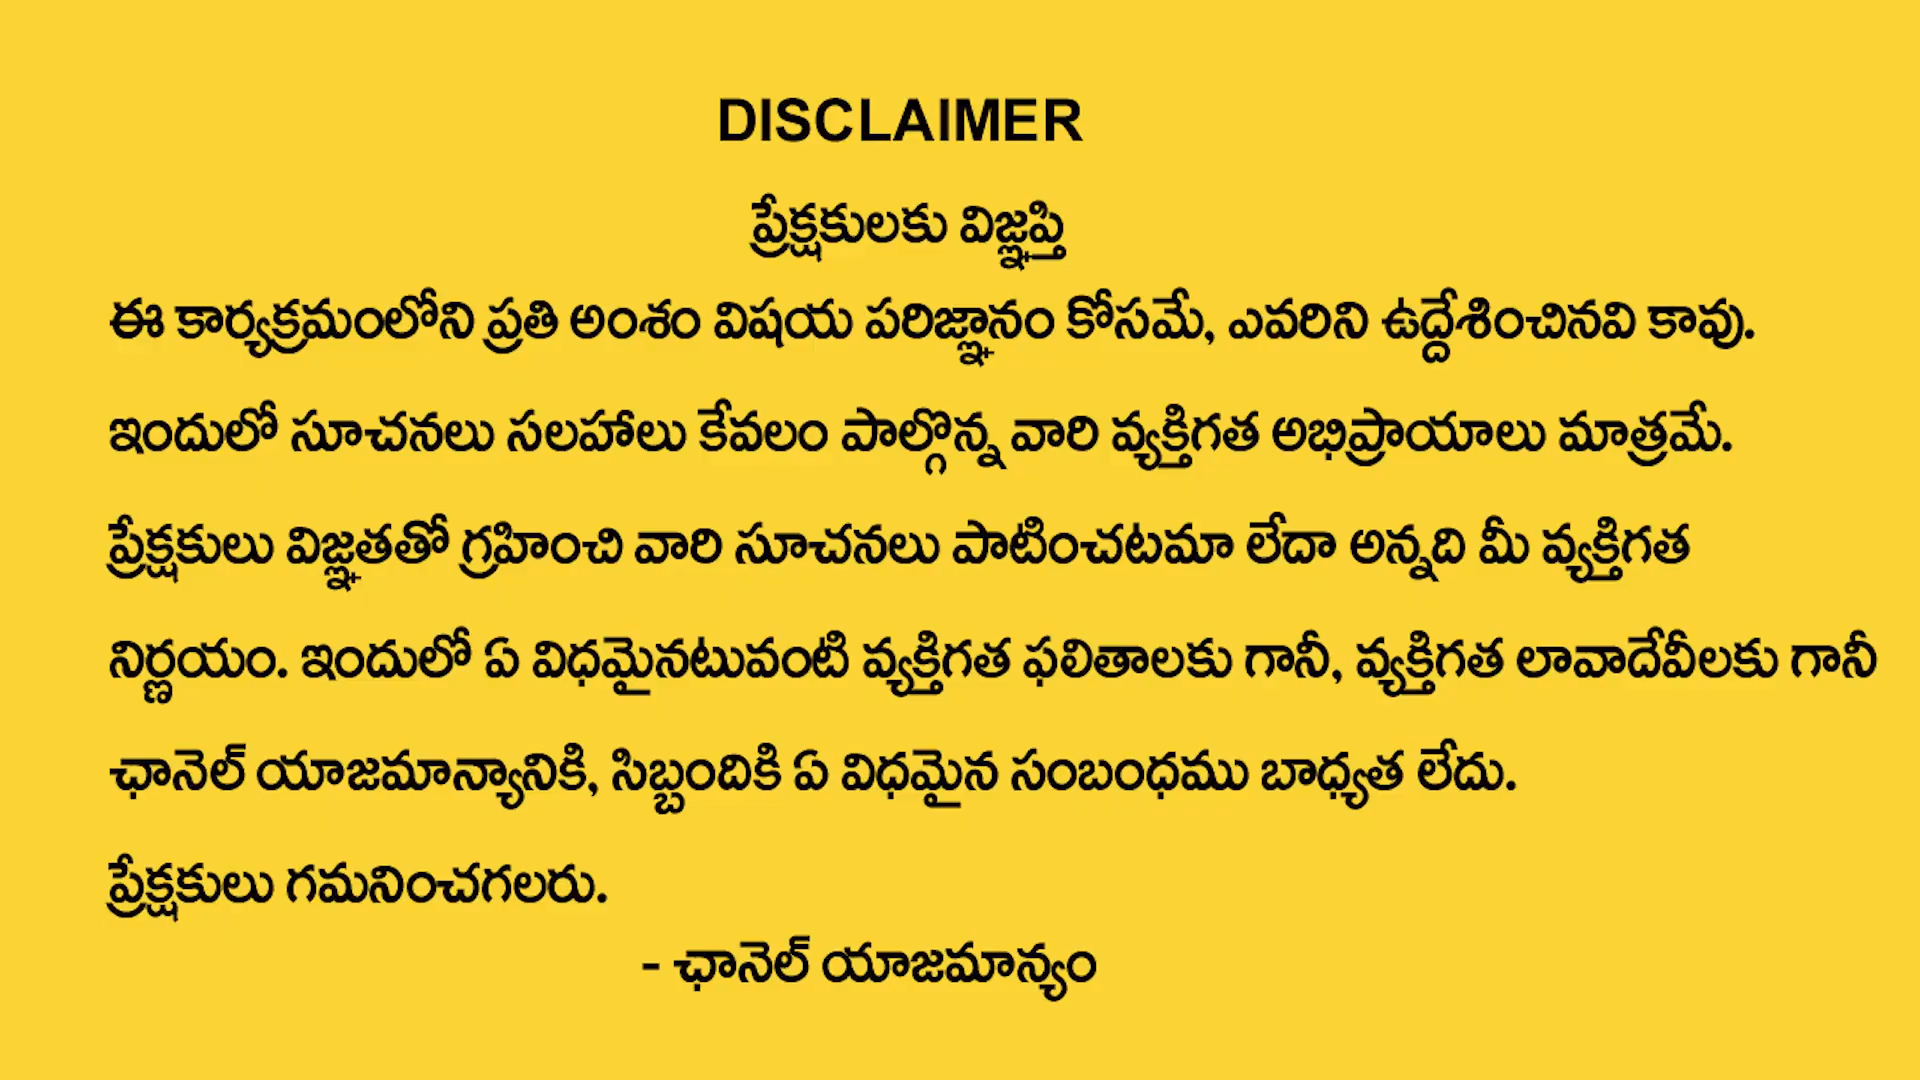 DISCLAIMER
ప్రేక్షకులకు విజ్ఞప్తి
ఈ కార్యక్రమంలోని ప్రతి అంశం విషయ పరిజ్ఞానం కోసమే, ఎవరిని ఉద్దేశించినవి కావు.
ఇందులో సూచనలు సలహాలు కేవలం పాల్గొన్న వారి వ్యక్తిగత అభిప్రాయాలు మాత్రమే.
ప్రేక్షకులు విజ్ఞతతో గ్రహించి వారి సూచనలు పాటించటమా లేదా అన్నది మీ వ్యక్తిగత
నిర్ణయం. ఇందులో ఏ విధమైనటువంటి వ్యక్తిగత ఫలితాలకు గానీ, వ్యక్తిగత లావాదేవీలకు గానీ
ఛానెల్ యాజమాన్యానికి, సిబ్బందికి ఏ విధమైన సంబంధము బాధ్యత లేదు.
ప్రేక్షకులు గమనించగలరు.
- ఛానెల్ యాజమాన్యం